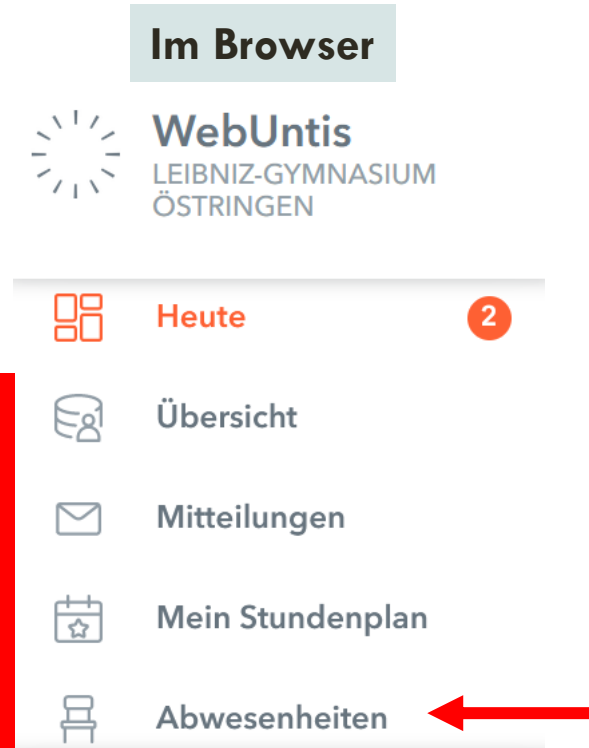 Im Browser
WebUntis
LEIBNIZ-GYMNASIUM
ÖSTRINGEN
Heute 2
Übersicht
Mitteilungen
Mein Stundenplan
Abwesenheiten